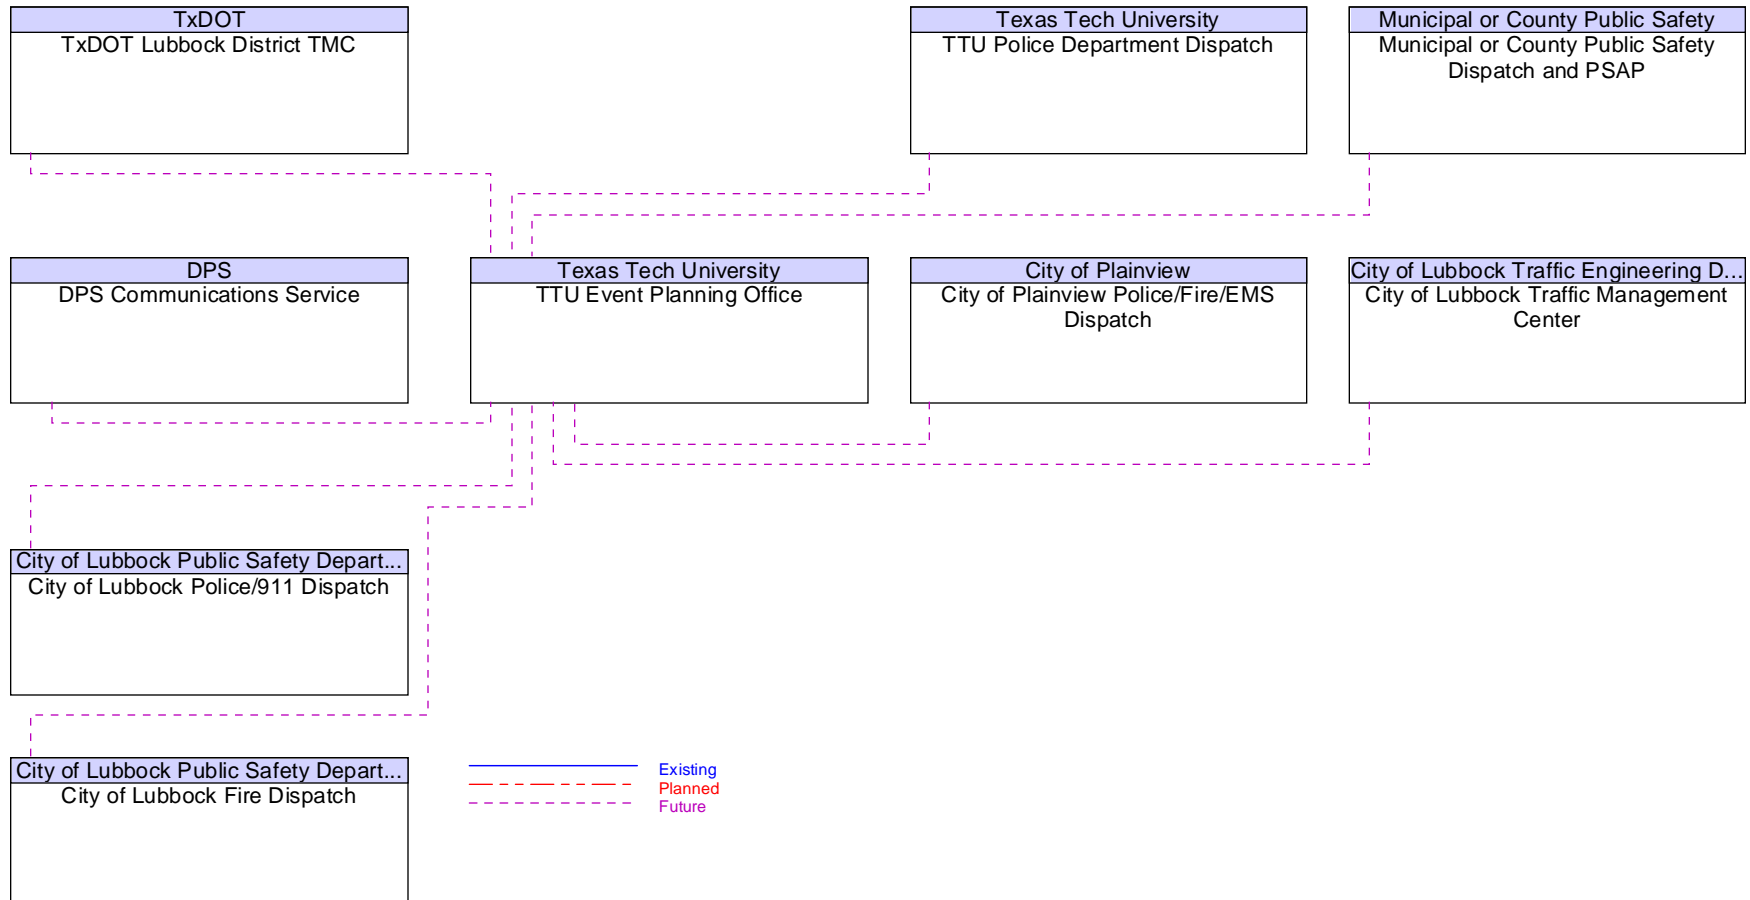 TxDOT
TxDOT Lubbock District TMC
Texas Tech University
TTU Police Department Dispatch
Municipal or County Public Safety
Municipal or County Public Safety
Dispatch and PSAP
DPS
DPS Communications Service
Texas Tech University
TTU Event Planning Office
City of Plainview
City of Plainview Police/Fire/EMS
Dispatch
City of Lubbock Traffic Engineering D...
City of Lubbock Traffic Management
Center
City of Lubbock Public Safety Depart...
City of Lubbock Police/911 Dispatch
City of Lubbock Public Safety Depart...
City of Lubbock Fire Dispatch
Existing
Planned
Future